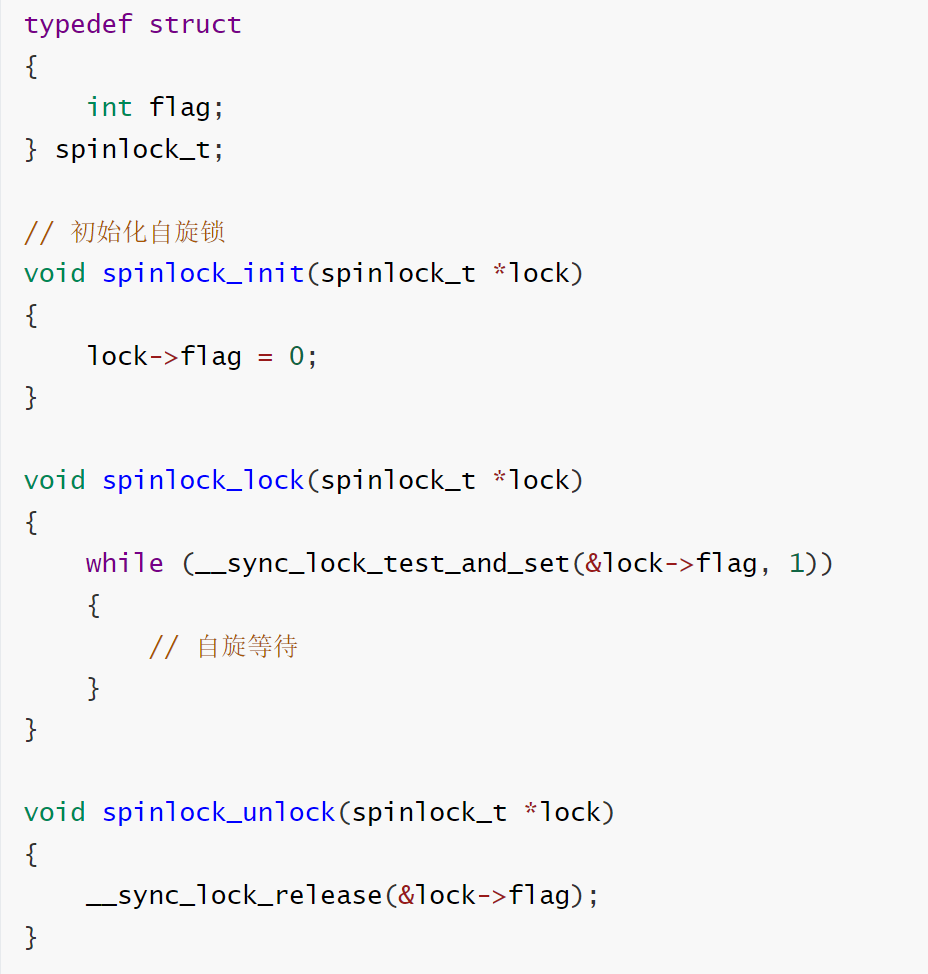 typedef struct
{
    int flag;
} spinlock_t;

// 初始化自旋锁
void spinlock_init(spinlock_t *lock)
{
    lock->flag = 0;
}

void spinlock_lock(spinlock_t *lock)
{
    while (__sync_lock_test_and_set(&lock->flag, 1))
    {
        // 自旋等待
    }
}

void spinlock_unlock(spinlock_t *lock)
{
    __sync_lock_release(&lock->flag);
}